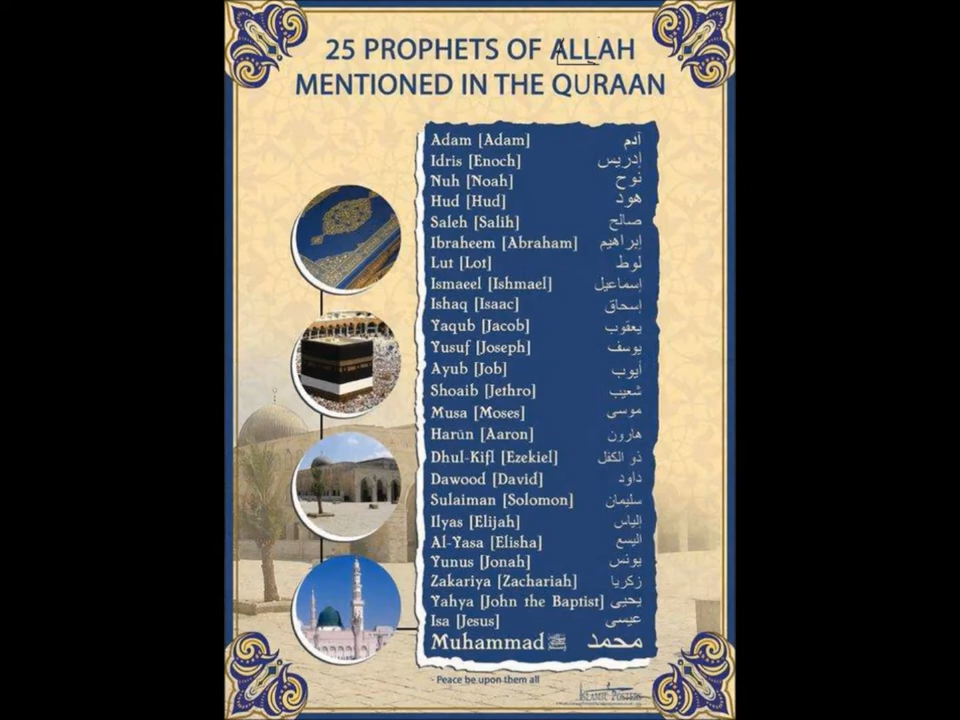 25 PROPHETS OF ALLAH
MENTIONED IN THE QURAAN
Adam [Adam] آدم
Idris [Enoch] إدريس
Nuh [Noah] نوح
Hud [Hud] هود
Saleh [Salih] صالح
Ibraheem [Abraham] إبراهيم
Lut [Lot] لوط
Ismaeel [Ishmael] إسماعيل
Ishaq [Isaac] إسحاق
Yaqub [Jacob] يعقوب
Yusuf [Joseph] يوسف
Ayub [Job] أيوب
Shoaib [Jethro] شعيب
Musa [Moses] موسى
Harūn [Aaron] هارون
Dhul-Kifl [Ezekiel] ذو الكفل
Dawood [David] داود
Sulaiman [Solomon] سليمان
Ilyas [Elijah] إلياس
Al-Yasa [Elisha] اليسع
Yunus [Jonah] يونس
Zakariya [Zachariah] زكريا
Yahya [John the Baptist] يحيى
Isa [Jesus] عيسى
Muhammad ﷺ محمد
- Peace be upon them all
ISLAMIC POSTERS